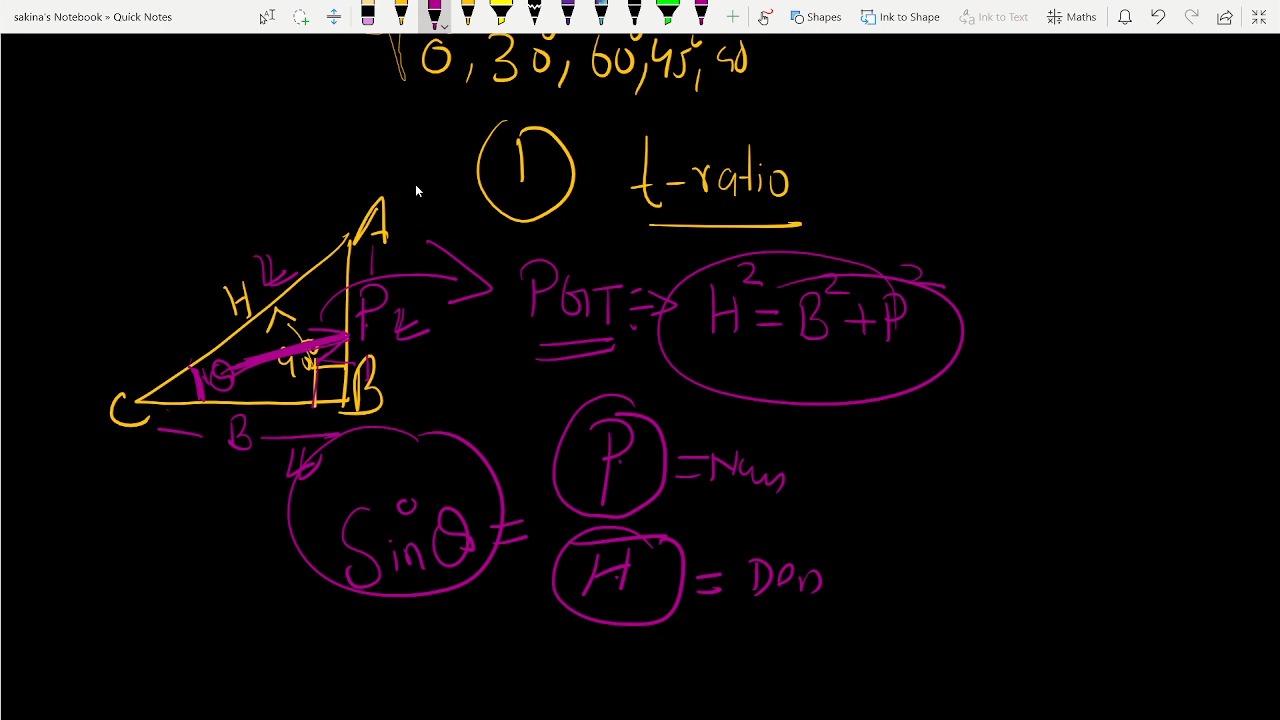 sakina's Notebook » Quick Notes
Shapes
Ink to Shape
Ink to Text
Maths
0, 30°, 60°, 45°, 90
1
t-ratio
A
H
P
90°
θ
B
C
B
PGT => H² = B² + P²
Sinθ = P = Num
H = Den